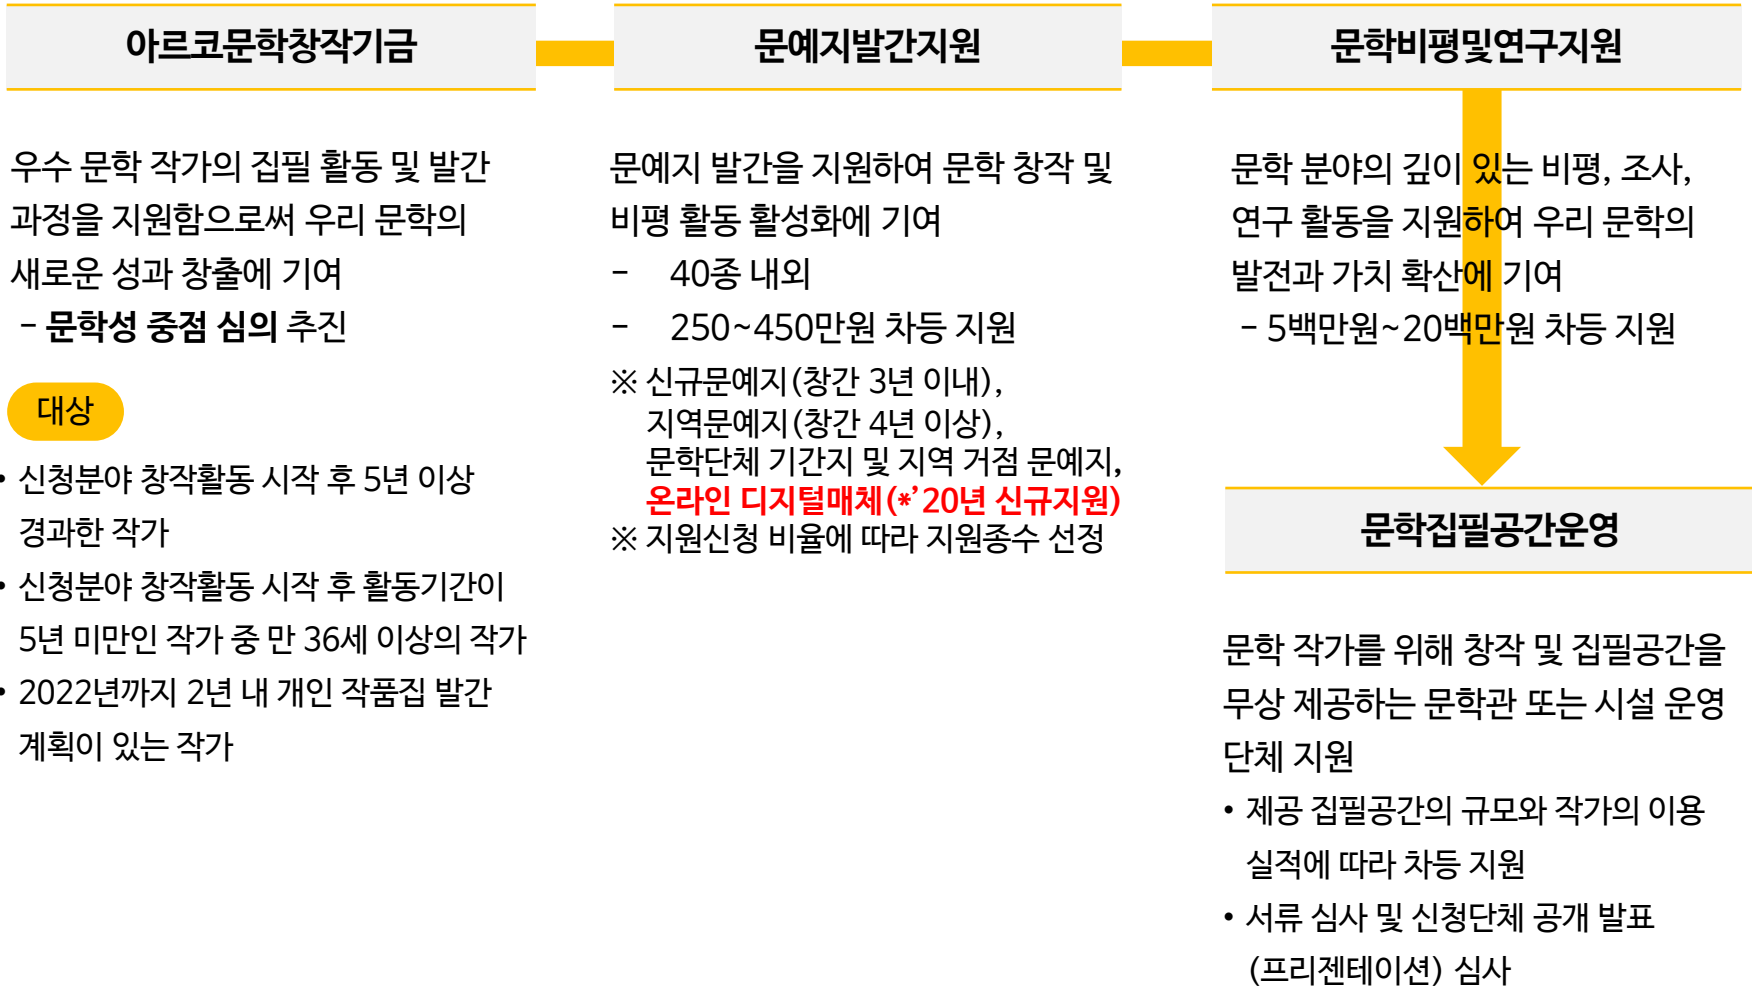 아르코문학창작기금
우수 문학 작가의 집필 활동 및 발간
과정을 지원함으로써 우리 문학의
새로운 성과 창출에 기여
- 문학성 중점 심의 추진
대상
• 신청분야 창작활동 시작 후 5년 이상
경과한 작가
• 신청분야 창작활동 시작 후 활동기간이
5년 미만인 작가 중 만 36세 이상의 작가
• 2022년까지 2년 내 개인 작품집 발간
계획이 있는 작가
문예지발간지원
문예지 발간을 지원하여 문학 창작 및
비평 활동 활성화에 기여
- 40종 내외
- 250~450만원 차등 지원
※ 신규문예지(창간 3년 이내),
지역문예지(창간 4년 이상),
문학단체 기간지 및 지역 거점 문예지,
온라인 디지털매체(*’20년 신규지원)
※ 지원신청 비율에 따라 지원종수 선정
문학비평및연구지원
문학 분야의 깊이 있는 비평, 조사,
연구 활동을 지원하여 우리 문학의
발전과 가치 확산에 기여
- 5백만원~20백만원 차등 지원
문학집필공간운영
문학 작가를 위해 창작 및 집필공간을
무상 제공하는 문학관 또는 시설 운영
단체 지원
• 제공 집필공간의 규모와 작가의 이용
실적에 따라 차등 지원
• 서류 심사 및 신청단체 공개 발표
(프리젠테이션) 심사